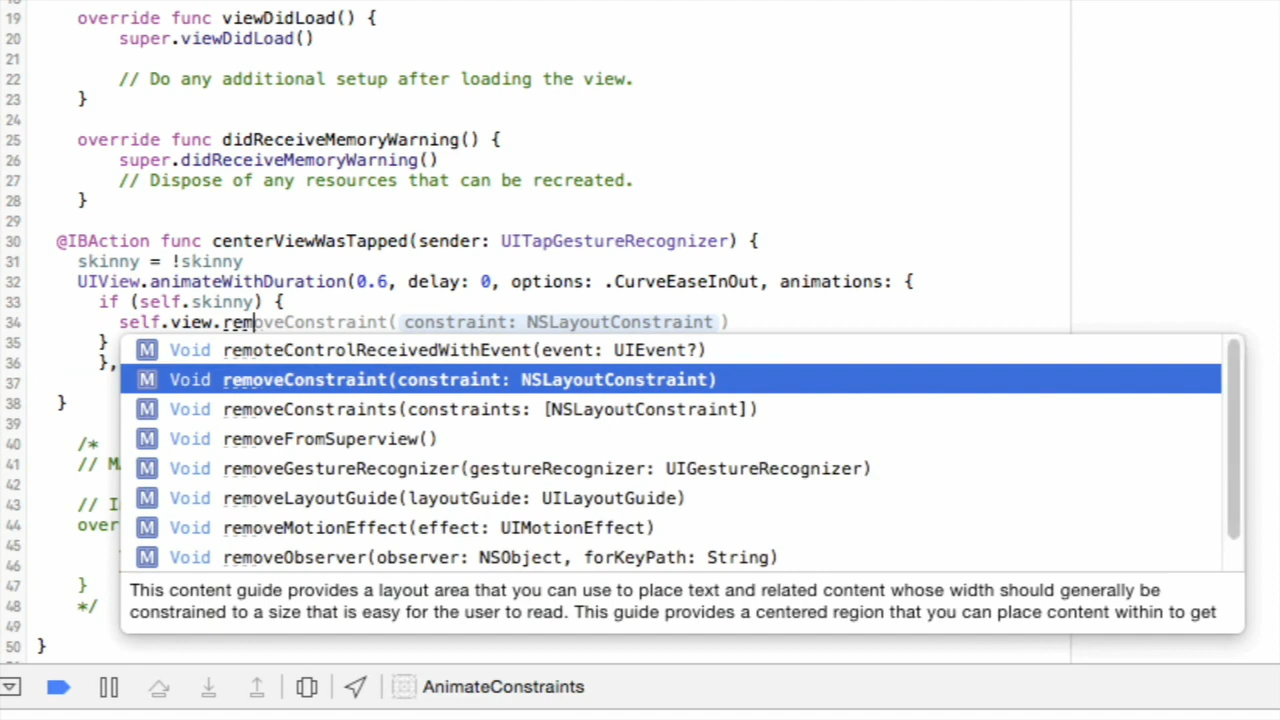 18
19 override func viewDidLoad() {
20 super.viewDidLoad()
21
22 // Do any additional setup after loading the view.
23 }
24
25 override func didReceiveMemoryWarning() {
26 super.didReceiveMemoryWarning()
27 // Dispose of any resources that can be recreated.
28 }
29
30 @IBAction func centerViewWasTapped(sender: UITapGestureRecognizer) {
31 skinny = !skinny
32 UIView.animateWithDuration(0.6, delay: 0, options: .CurveEaseInOut, animations: {
33 if (self.skinny) {
34 self.view.removeConstraint(constraint: NSLayoutConstraint)
35 }
M Void remoteControlReceivedWithEvent(event: UIEvent?)
36 },
37
M Void removeConstraint(constraint: NSLayoutConstraint)
38 }
M Void removeConstraints(constraints: [NSLayoutConstraint])
39
40 /*
M Void removeFromSuperview()
41 // M
M Void removeGestureRecognizer(gestureRecognizer: UIGestureRecognizer)
42
43 // I
M Void removeLayoutGuide(layoutGuide: UILayoutGuide)
44 over
M Void removeMotionEffect(effect: UIMotionEffect)
45
46
M Void removeObserver(observer: NSObject, forKeyPath: String)
47 }
This content guide provides a layout area that you can use to place text and related content whose width should generally be
48 */
constrained to a size that is easy for the user to read. This guide provides a centered region that you can place content within to get
49
50 }
AnimateConstraints